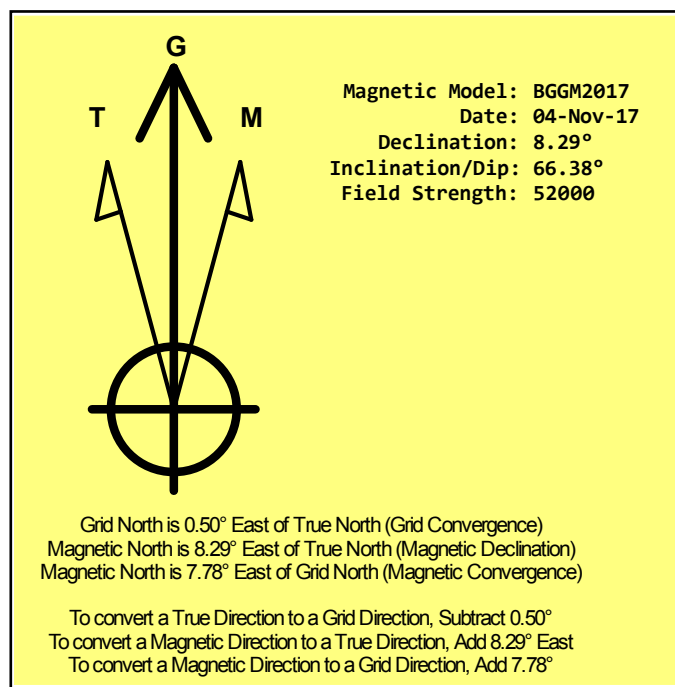 G
T M
Magnetic Model: BGGM2017
Date: 04-Nov-17
Declination: 8.29°
Inclination/Dip: 66.38°
Field Strength: 52000
Grid North is 0.50° East of True North (Grid Convergence)
Magnetic North is 8.29° East of True North (Magnetic Declination)
Magnetic North is 7.78° East of Grid North (Magnetic Convergence)
To convert a True Direction to a Grid Direction, Subtract 0.50°
To convert a Magnetic Direction to a True Direction, Add 8.29° East
To convert a Magnetic Direction to a Grid Direction, Add 7.78°